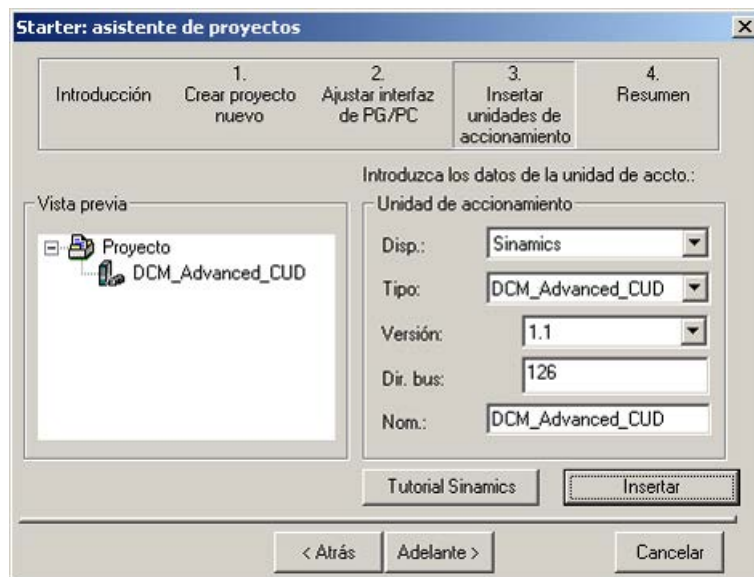 Starter: asistente de proyectos
Introducción
1.
Crear proyecto
nuevo
2.
Ajustar interfaz
de PG/PC
3.
Insertar
unidades de
accionamiento
4.
Resumen
Introduzca los datos de la unidad de accto.:
Vista previa
Proyecto
DCM_Advanced_CUD
Unidad de accionamiento
Disp.: Sinamics
Tipo: DCM_Advanced_CUD
Versión: 1.1
Dir. bus: 126
Nom.: DCM_Advanced_CUD
Tutorial Sinamics Insertar
< Atrás Adelante > Cancelar